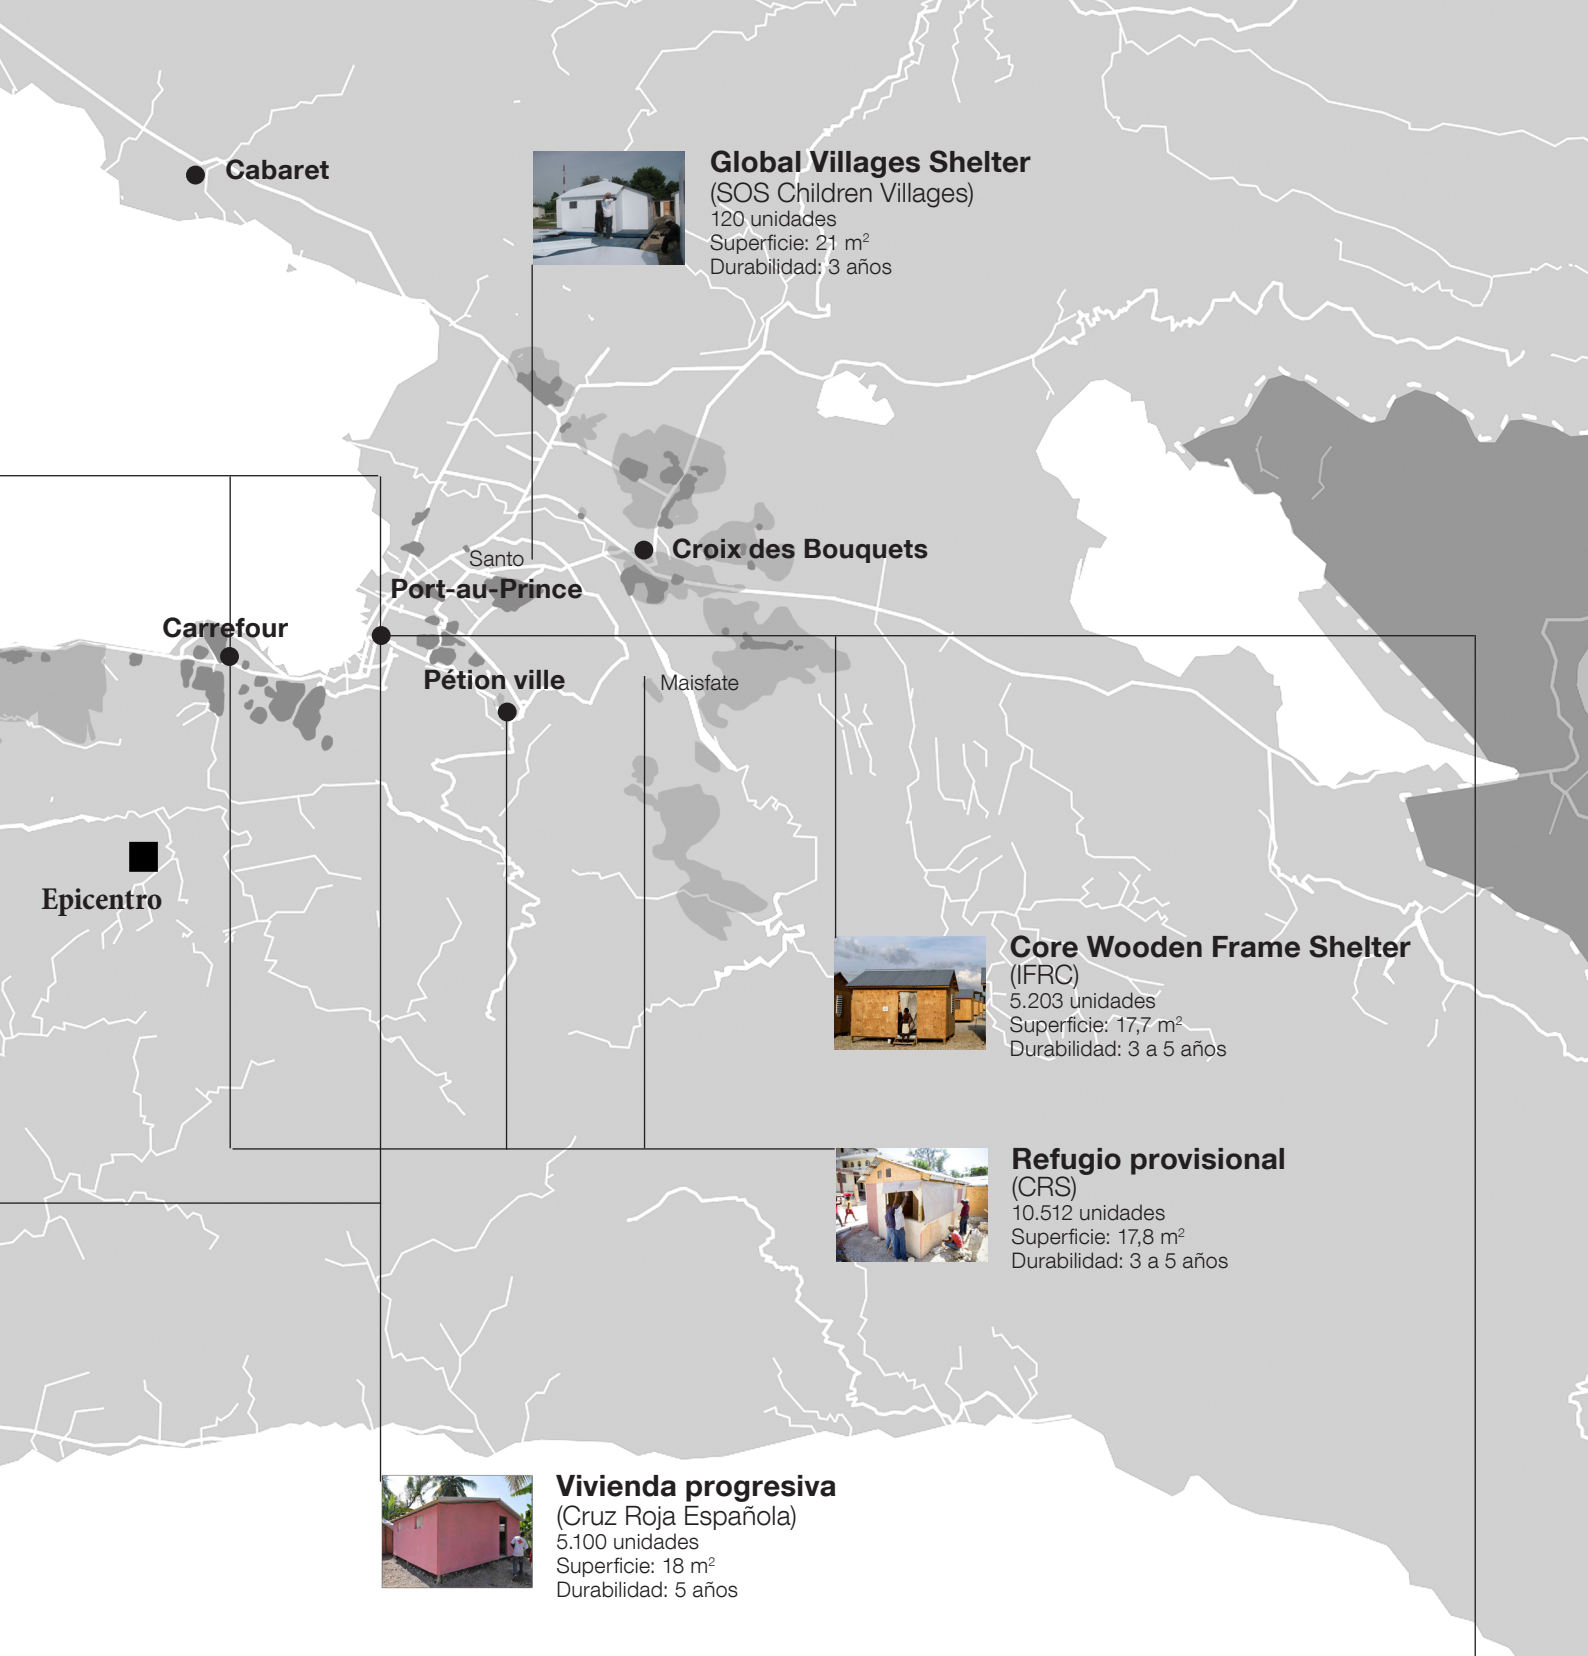 Cabaret
Global Villages Shelter
(SOS Children Villages)
120 unidades
Superficie: 21 m²
Durabilidad: 3 años
Croix des Bouquets
Santo
Port-au-Prince
Carrefour
Pétion ville
Maisfate
Epicentro
Core Wooden Frame Shelter
(IFRC)
5.203 unidades
Superficie: 17,7 m²
Durabilidad: 3 a 5 años
Refugio provisional
(CRS)
10.512 unidades
Superficie: 17,8 m²
Durabilidad: 3 a 5 años
Vivienda progresiva
(Cruz Roja Española)
5.100 unidades
Superficie: 18 m²
Durabilidad: 5 años